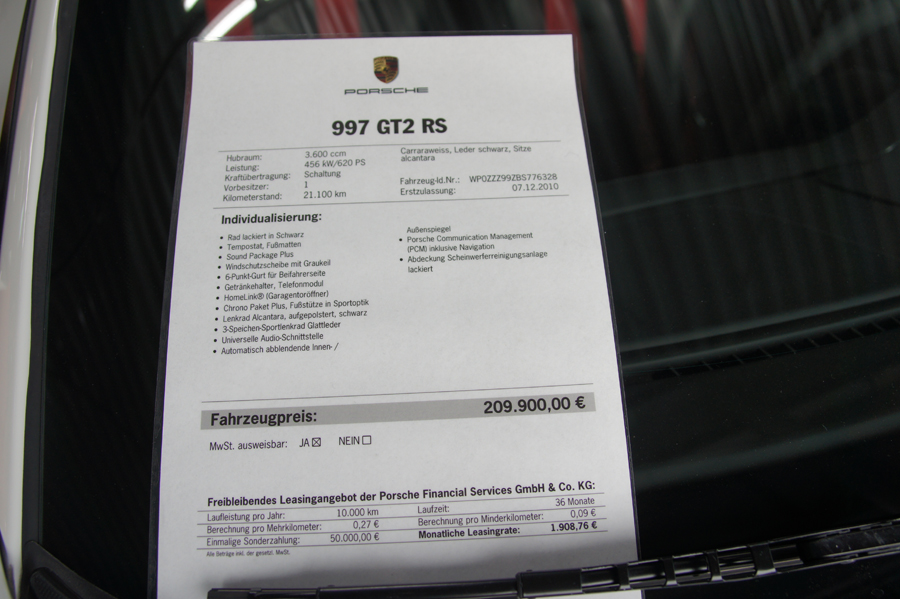 PORSCHE
997 GT2 RS
Hubraum: 3.600 ccm
Leistung: 456 kW/620 PS
Kraftübertragung: Schaltung
Vorbesitzer: 1
Kilometerstand: 21.100 km
Carraraweiss, Leder schwarz, Sitze
alcantara
Fahrzeug-Id.Nr.: WP0ZZZ99ZBS776328
Erstzulassung: 07.12.2010
Individualisierung:
• Rad lackiert in Schwarz
• Tempostat, Fußmatten
• Sound Package Plus
• Windschutzscheibe mit Graukeil
• 6-Punkt-Gurt für Beifahrerseite
• Getränkehalter, Telefonmodul
• HomeLink® (Garagentoröffner)
• Chrono Paket Plus, Fußstütze in Sportoptik
• Lenkrad Alcantara, aufgepolstert, schwarz
• 3-Speichen-Sportlenkrad Glattleder
• Universelle Audio-Schnittstelle
• Automatisch abblendende Innen- /
Außenspiegel
• Porsche Communication Management
(PCM) inklusive Navigation
• Abdeckung Scheinwerferreinigungsanlage
lackiert
Fahrzeugpreis: 209.900,00 €
MwSt. ausweisbar: JA ☒ NEIN ☐
Freibleibendes Leasingangebot der Porsche Financial Services GmbH & Co. KG:
Laufleistung pro Jahr: 10.000 km Laufzeit: 36 Monate
Berechnung pro Mehrkilometer: 0,27 € Berechnung pro Minderkilometer: 0,09 €
Einmalige Sonderzahlung: 50.000,00 € Monatliche Leasingrate: 1.908,76 €
Alle Beträge inkl. der gesetzl. MwSt.